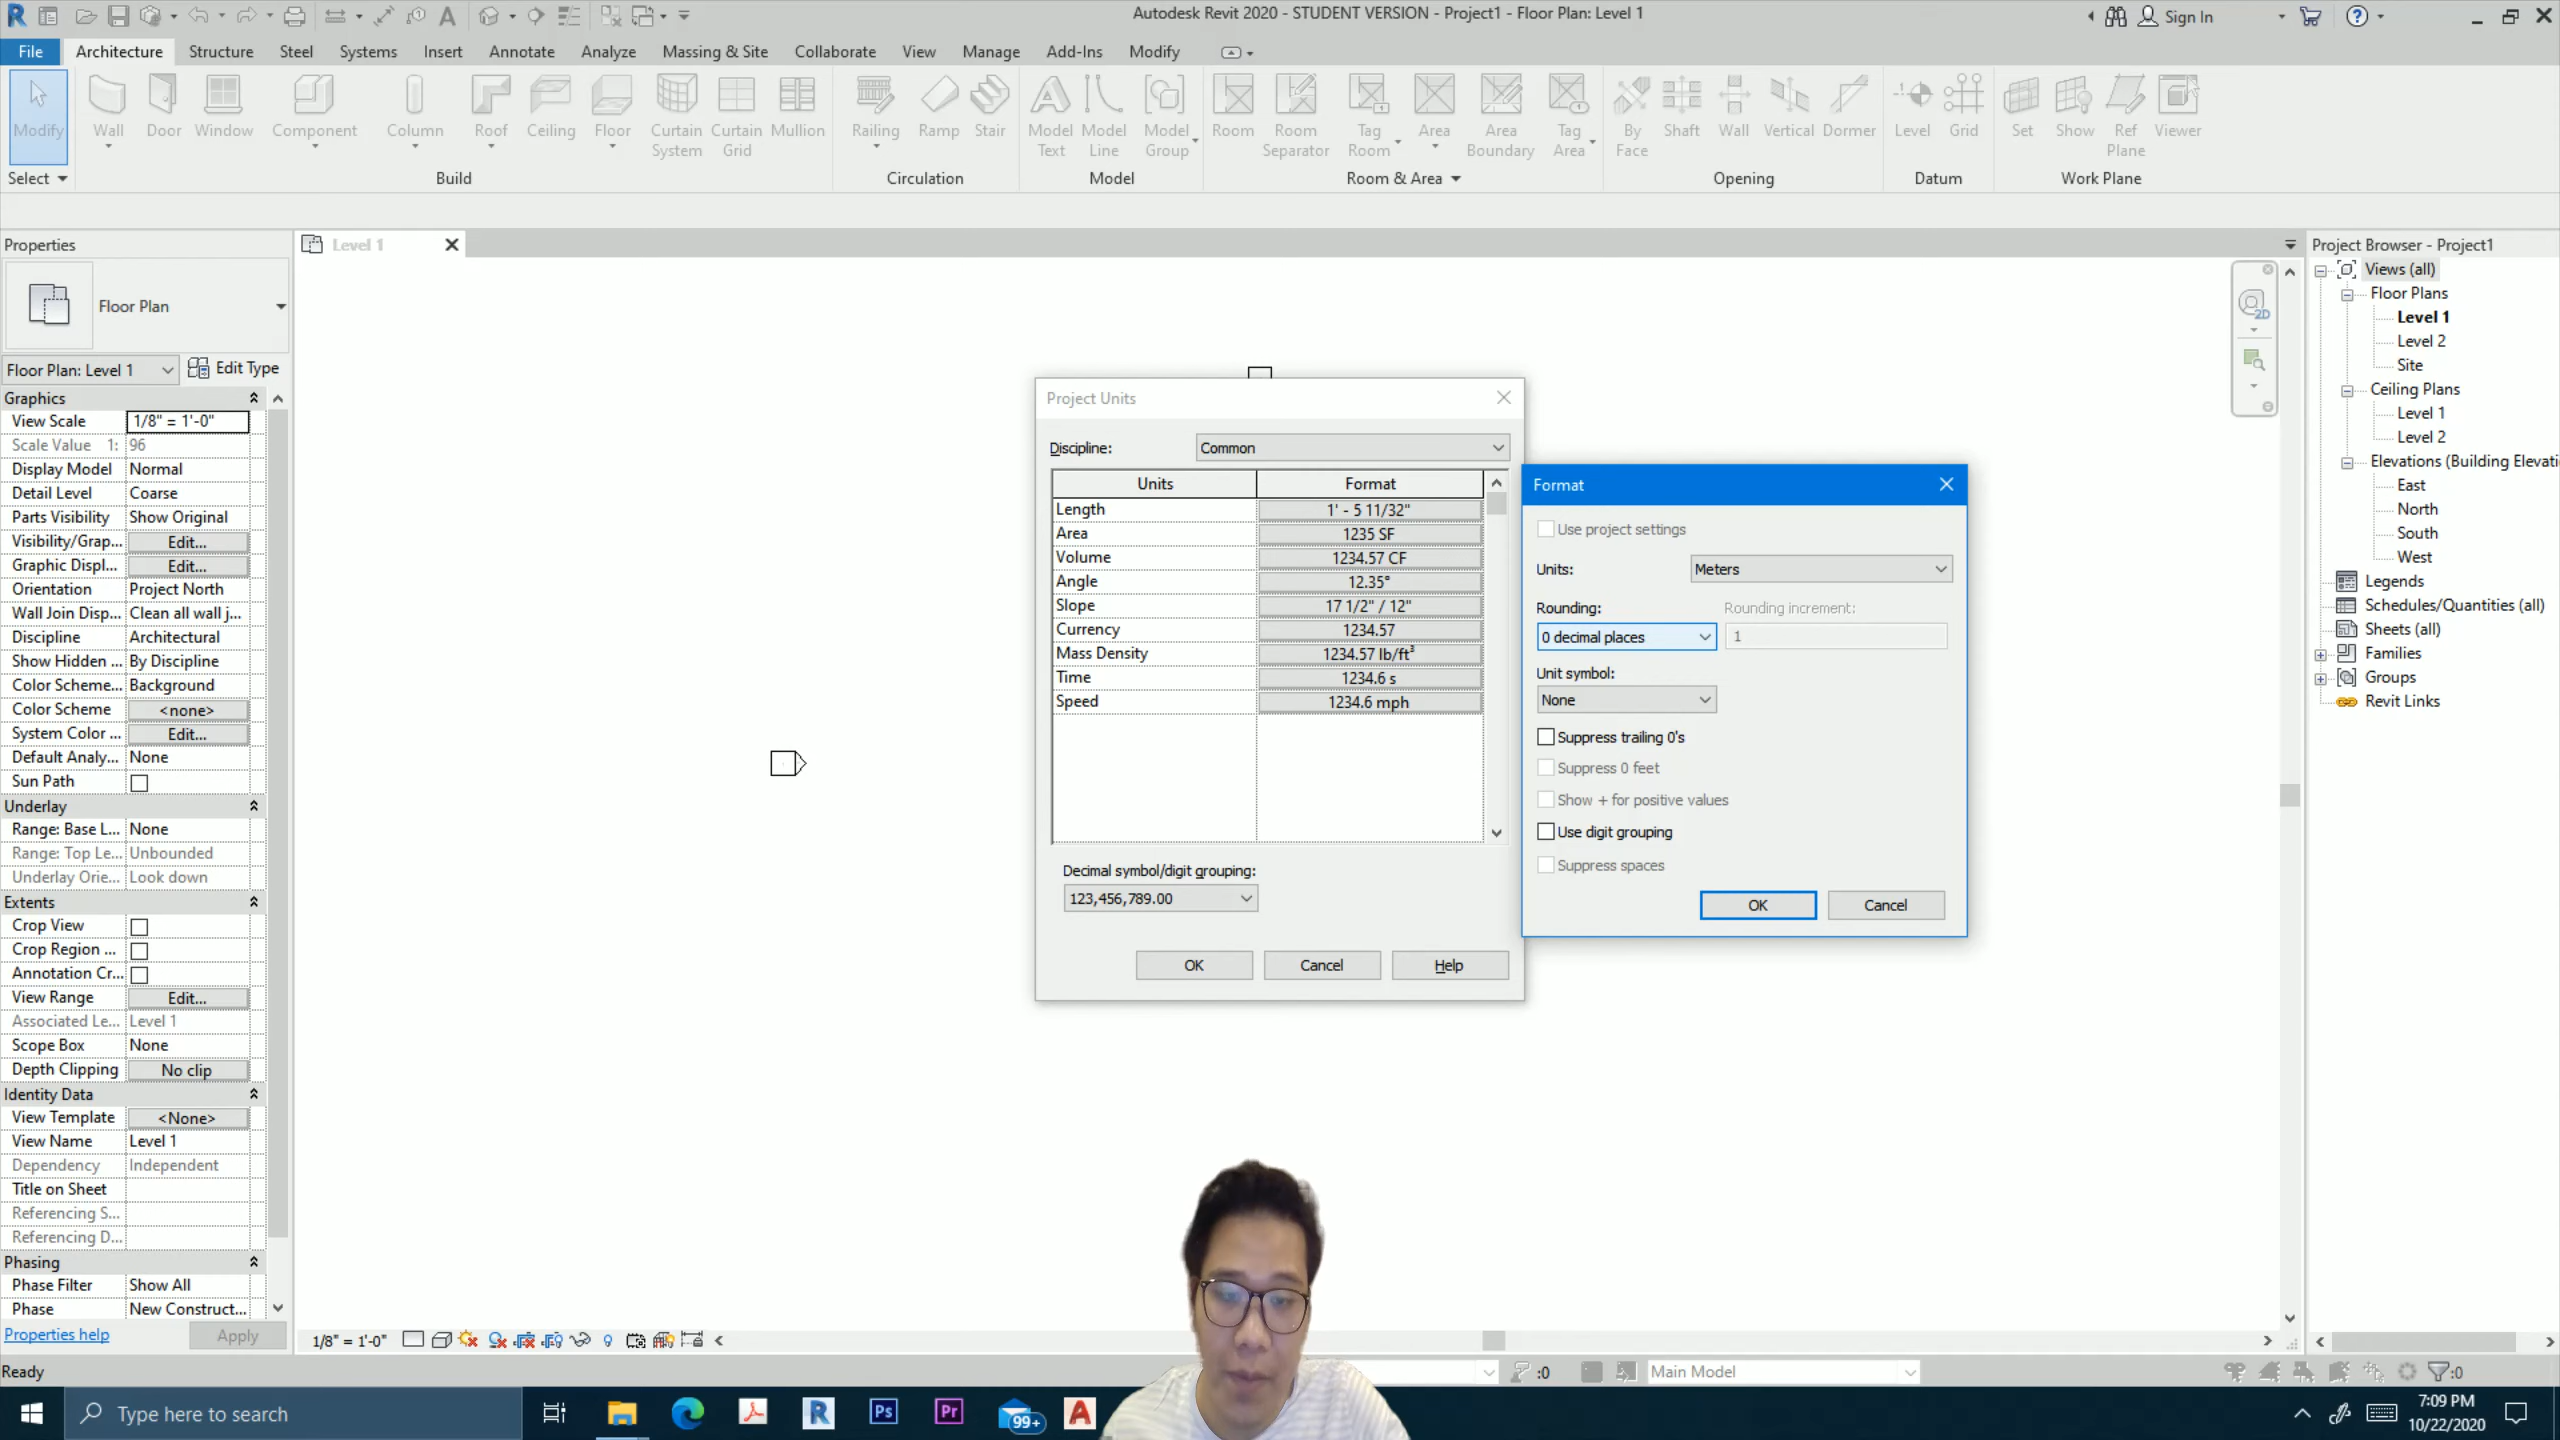 Autodesk Revit 2020 - STUDENT VERSION - Project1 - Floor Plan: Level 1
Sign In
File Architecture Structure Steel Systems Insert Annotate Analyze Massing & Site Collaborate View Manage Add-Ins Modify
Modify Wall Door Window Component Column Roof Ceiling Floor Curtain System Curtain Grid Mullion Railing Ramp Stair Model Text Model Line Model Group Room Room Separator Tag Room Area Area Boundary Tag Area By Face Shaft Wall Vertical Dormer Level Grid Set Show Ref Plane Viewer
Select Build Circulation Model Room & Area Opening Datum Work Plane
Properties
Floor Plan
Floor Plan: Level 1 Edit Type
Graphics
View Scale 1/8" = 1'-0"
Scale Value 1: 96
Display Model Normal
Detail Level Coarse
Parts Visibility Show Original
Visibility/Grap... Edit...
Graphic Displ... Edit...
Orientation Project North
Wall Join Disp... Clean all wall j...
Discipline Architectural
Show Hidden ... By Discipline
Color Scheme... Background
Color Scheme <none>
System Color ... Edit...
Default Analy... None
Sun Path
Underlay
Range: Base L... None
Range: Top Le... Unbounded
Underlay Orie... Look down
Extents
Crop View
Crop Region ...
Annotation Cr...
View Range Edit...
Associated Le... Level 1
Scope Box None
Depth Clipping No clip
Identity Data
View Template <None>
View Name Level 1
Dependency Independent
Title on Sheet
Referencing S...
Referencing D...
Phasing
Phase Filter Show All
Phase New Construct...
Properties help Apply
Level 1
2D
Project Units
Discipline: Common
Units Format
Length 1' - 5 11/32"
Area 1235 SF
Volume 1234.57 CF
Angle 12.35°
Slope 17 1/2" / 12"
Currency 1234.57
Mass Density 1234.57 lb/ft³
Time 1234.6 s
Speed 1234.6 mph
Decimal symbol/digit grouping:
123,456,789.00
OK Cancel Help
Format
Use project settings
Units: Meters
Rounding: Rounding increment:
0 decimal places 1
Unit symbol:
None
Suppress trailing 0's
Suppress 0 feet
Show + for positive values
Use digit grouping
Suppress spaces
OK Cancel
Project Browser - Project1
Views (all)
Floor Plans
Level 1
Level 2
Site
Ceiling Plans
Level 1
Level 2
Elevations (Building Elevati
East
North
South
West
Legends
Schedules/Quantities (all)
Sheets (all)
Families
Groups
Revit Links
1/8" = 1'-0"
Ready :0 Main Model :0
Type here to search
Ps
Pr
99+
7:09 PM
10/22/2020